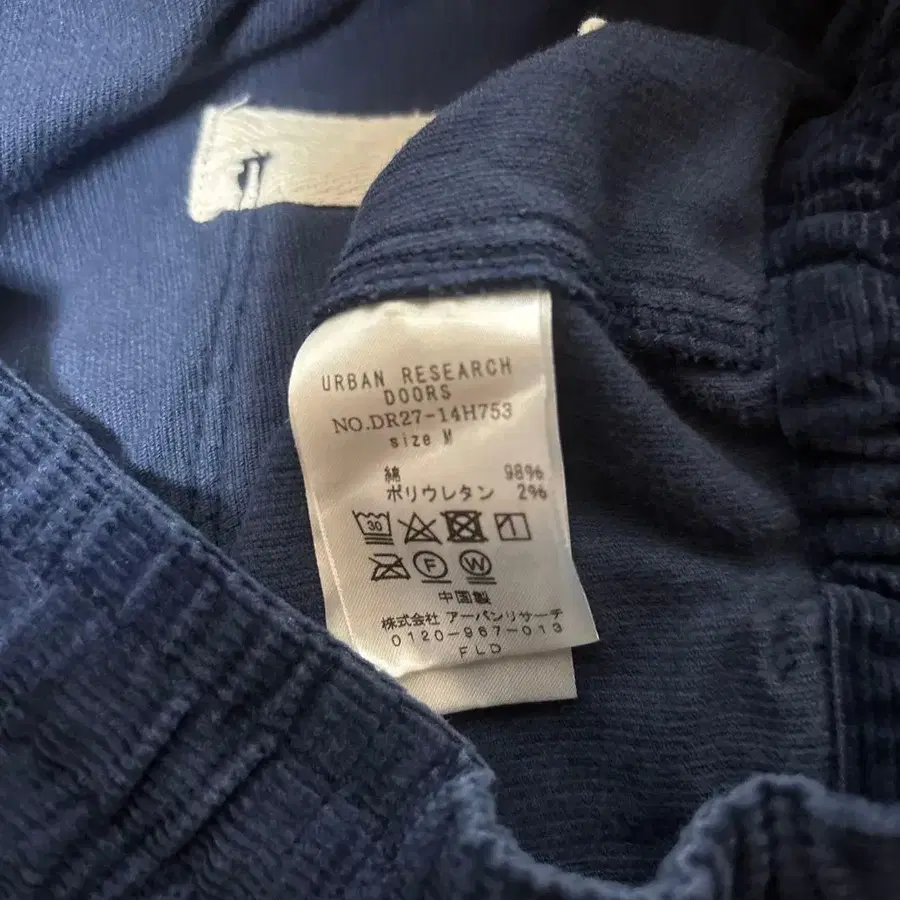 URBAN RESEARCH
DOORS
NO.DR27-14H753
size M
綿 98%
ポリウレタン 2%
30
F W
中国製
株式会社 アーバンリサーチ
0120-967-013
FLD